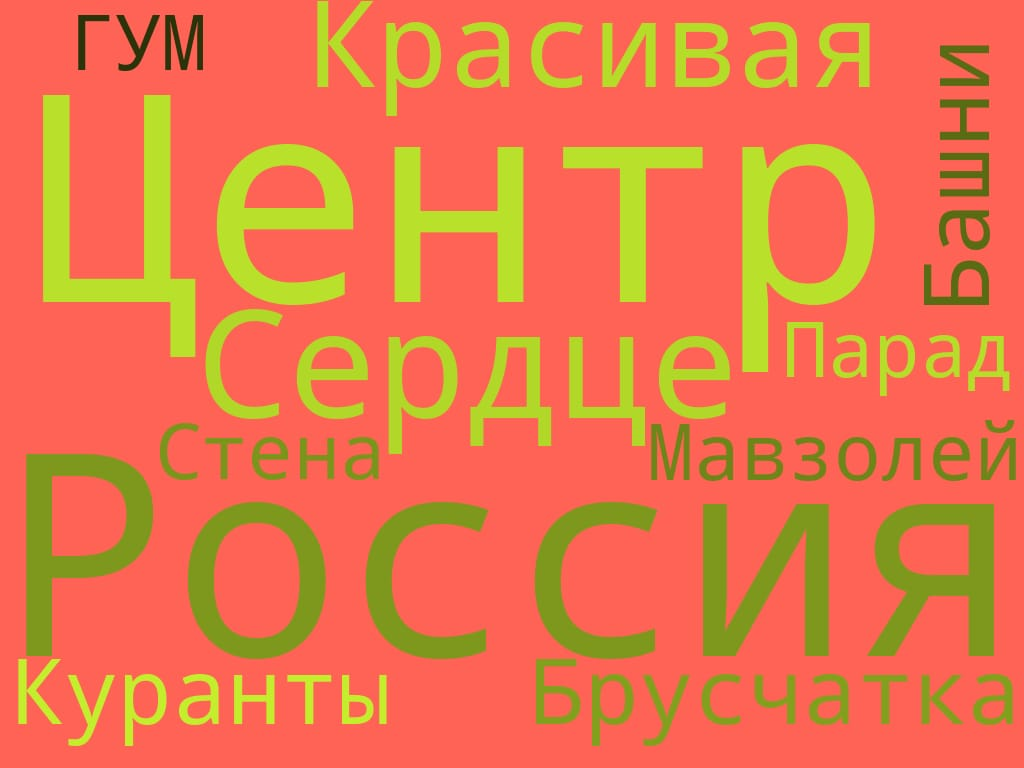 ГУМ
Красивая
Башни
Центр
Сердце
Парад
Стена
Мавзолей
Россия
Куранты
Брусчатка